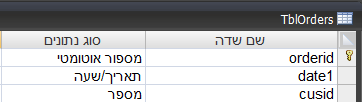 TblOrders
שם שדה סוג נתונים
orderid מספור אוטומטי
date1 תאריך/שעה
cusid מספר